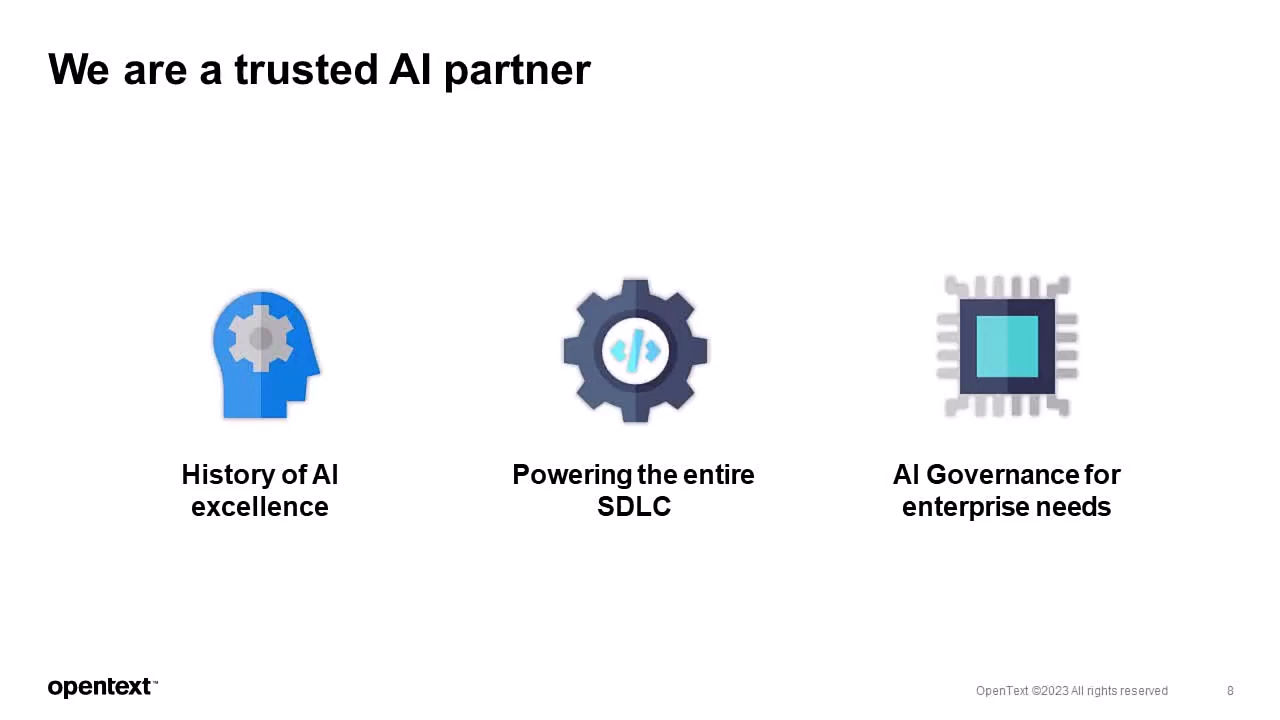 We are a trusted AI partner
History of AI
excellence
Powering the entire
SDLC
AI Governance for
enterprise needs
opentext™
OpenText ©2023 All rights reserved
8